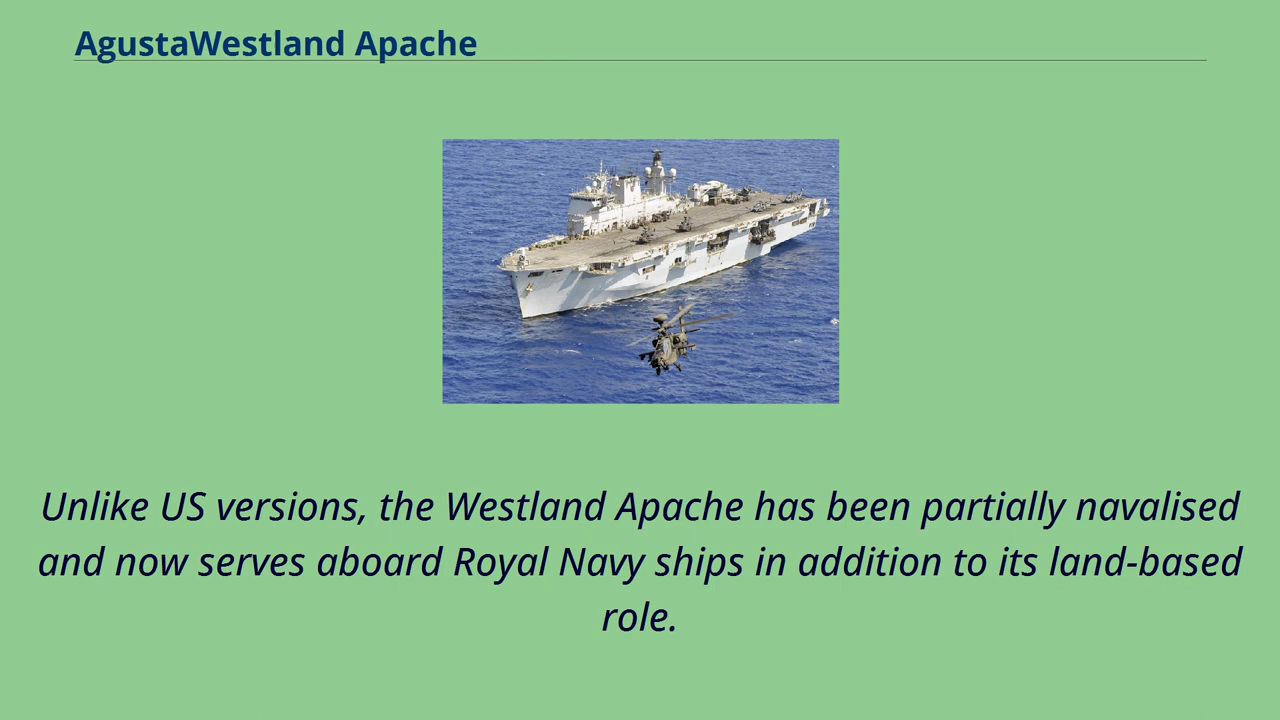 AgustaWestland Apache
Unlike US versions, the Westland Apache has been partially navalised
and now serves aboard Royal Navy ships in addition to its land-based
role.